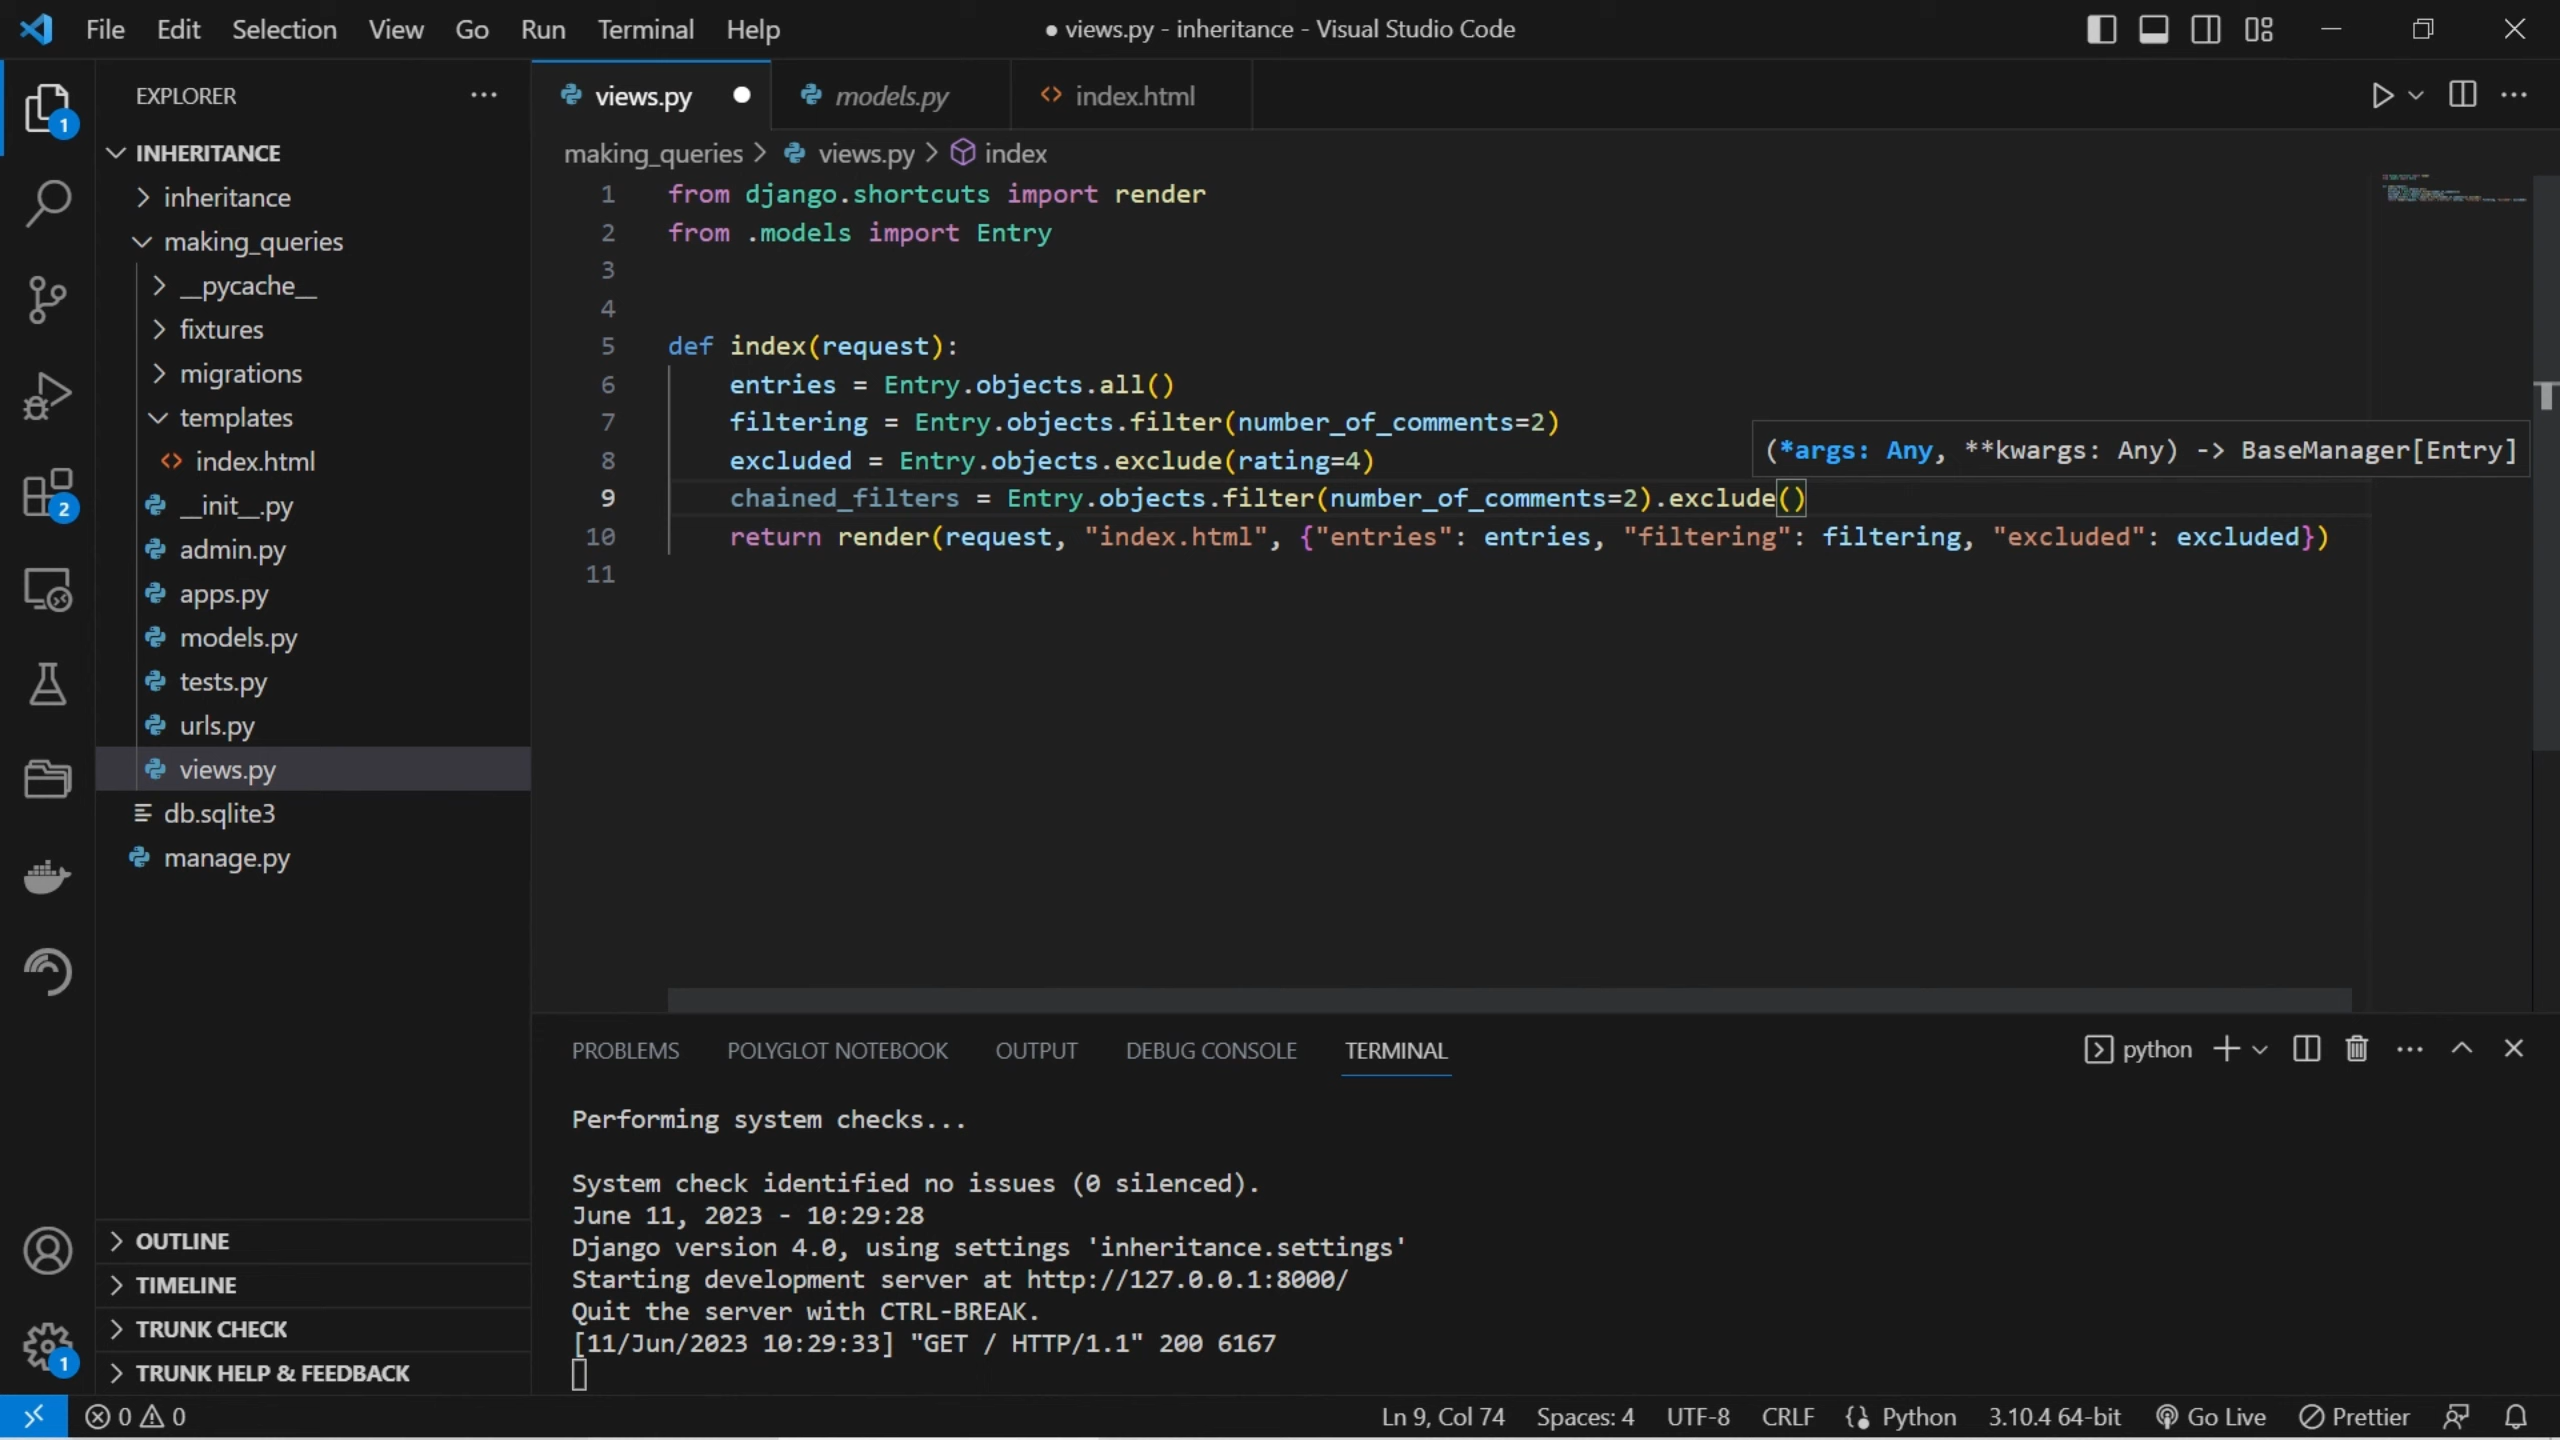 File Edit Selection View Go Run Terminal Help
● views.py - inheritance - Visual Studio Code
EXPLORER
INHERITANCE
inheritance
making_queries
__pycache__
fixtures
migrations
templates
index.html
__init__.py
admin.py
apps.py
models.py
tests.py
urls.py
views.py
db.sqlite3
manage.py
OUTLINE
TIMELINE
TRUNK CHECK
TRUNK HELP & FEEDBACK
1
2
1
views.py
models.py
index.html
making_queries > views.py > index
1 from django.shortcuts import render
2 from .models import Entry
3
4
5 def index(request):
6 entries = Entry.objects.all()
7 filtering = Entry.objects.filter(number_of_comments=2)
(*args: Any, **kwargs: Any) -> BaseManager[Entry]
8 excluded = Entry.objects.exclude(rating=4)
9 chained_filters = Entry.objects.filter(number_of_comments=2).exclude()
10 return render(request, "index.html", {"entries": entries, "filtering": filtering, "excluded": excluded})
11
PROBLEMS POLYGLOT NOTEBOOK OUTPUT DEBUG CONSOLE TERMINAL
python
Performing system checks...
System check identified no issues (0 silenced).
June 11, 2023 - 10:29:28
Django version 4.0, using settings 'inheritance.settings'
Starting development server at http://127.0.0.1:8000/
Quit the server with CTRL-BREAK.
[11/Jun/2023 10:29:33] "GET / HTTP/1.1" 200 6167
0 0
Ln 9, Col 74 Spaces: 4 UTF-8 CRLF Python 3.10.4 64-bit Go Live Prettier